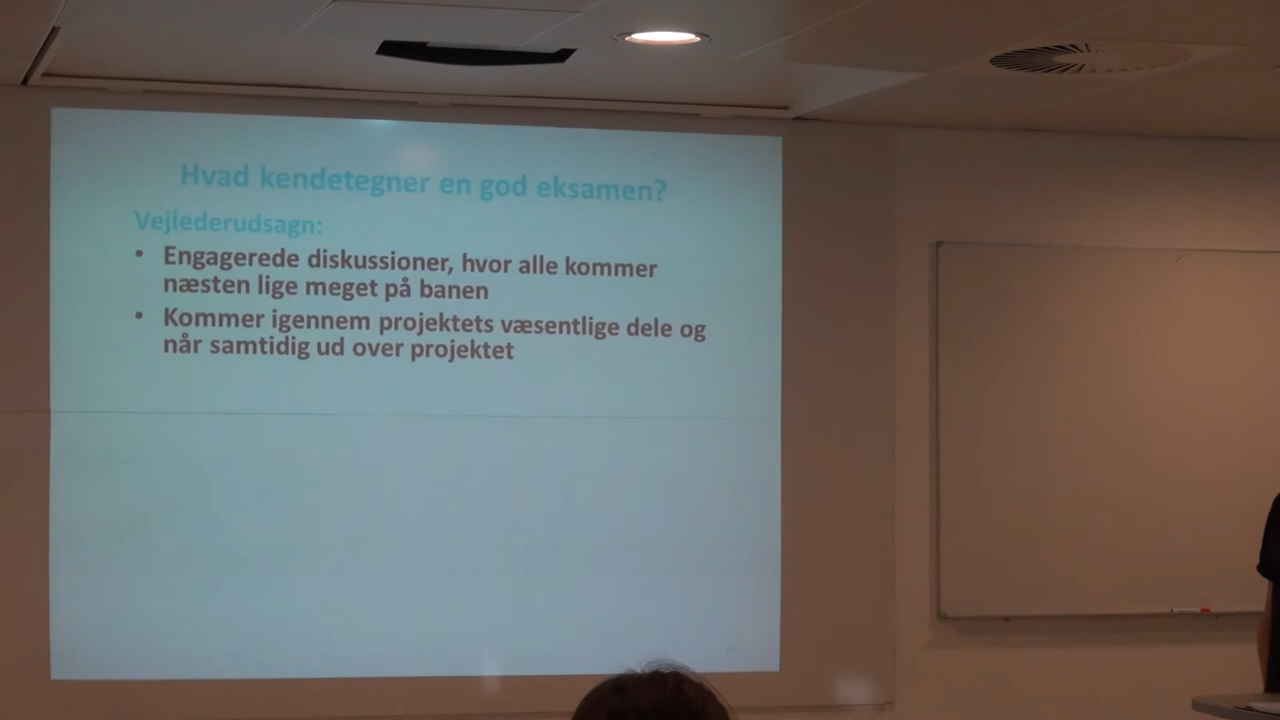 Hvad kendetegner en god eksamen?
Vejlederudsagn:
• Engagerede diskussioner, hvor alle kommer
næsten lige meget på banen
• Kommer igennem projektets væsentlige dele og
når samtidig ud over projektet